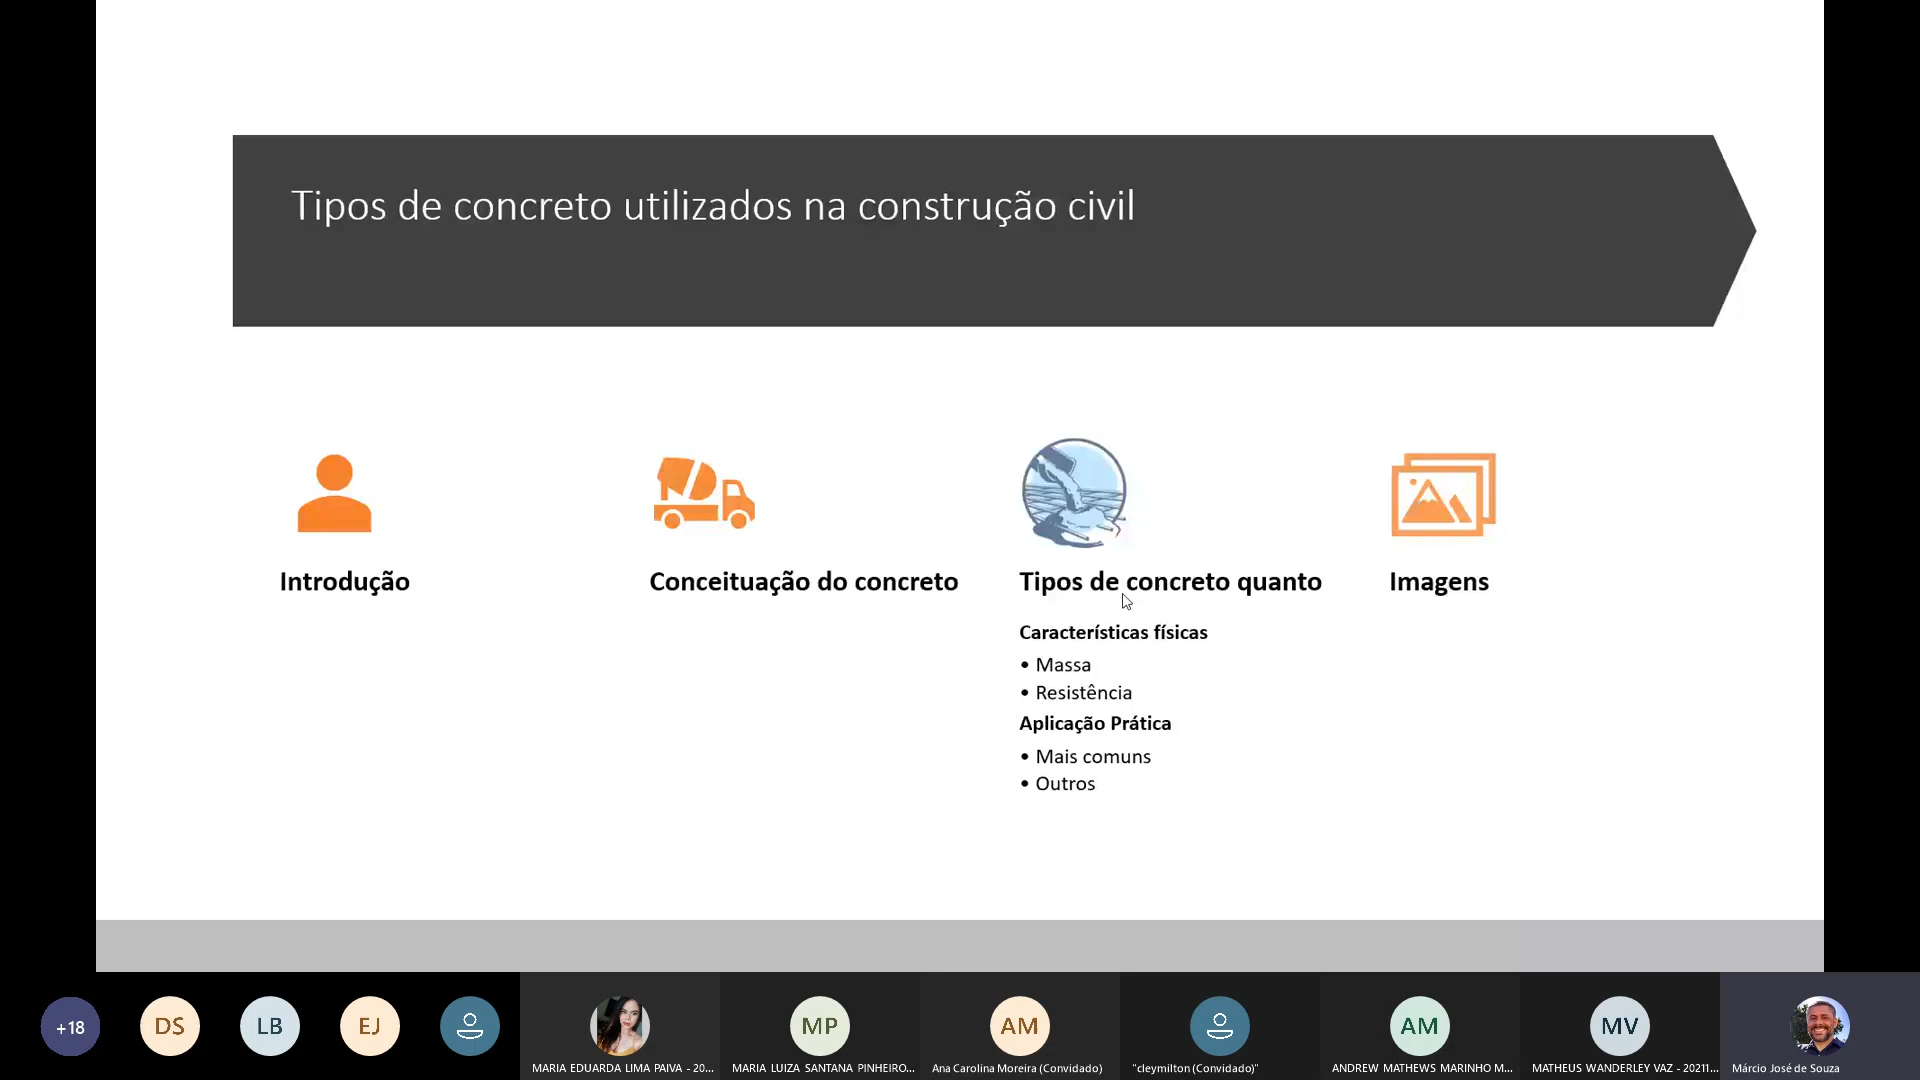 Tipos de concreto utilizados na construção civil
Introdução
Conceituação do concreto
Tipos de concreto quanto
Características físicas
• Massa
• Resistência
Aplicação Prática
• Mais comuns
• Outros
Imagens
+18
DS
LB
EJ
MARIA EDUARDA LIMA PAIVA - 20...
MP
MARIA LUIZA SANTANA PINHEIRO...
AM
Ana Carolina Moreira (Convidado)
"cleymilton (Convidado)"
AM
ANDREW MATHEWS MARINHO M...
MV
MATHEUS WANDERLEY VAZ - 20211...
Márcio José de Souza